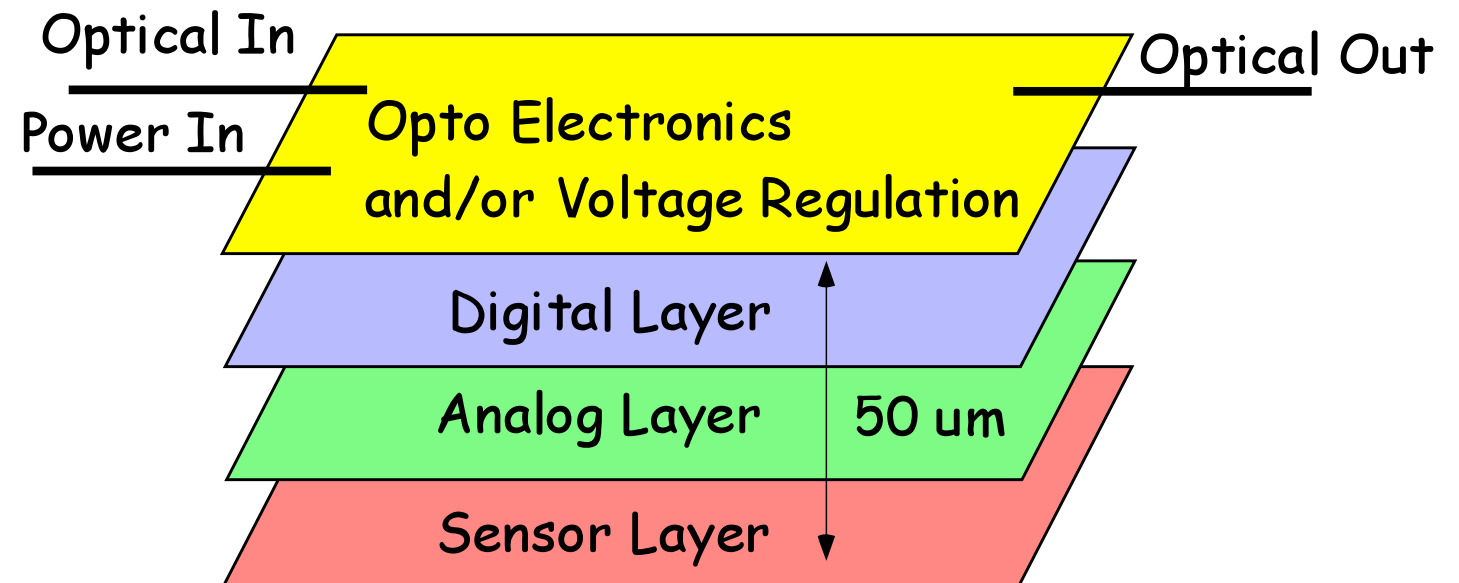 Optical In
Optical Out
Power In
Opto Electronics
and/or Voltage Regulation
Digital Layer
Analog Layer
50 um
Sensor Layer